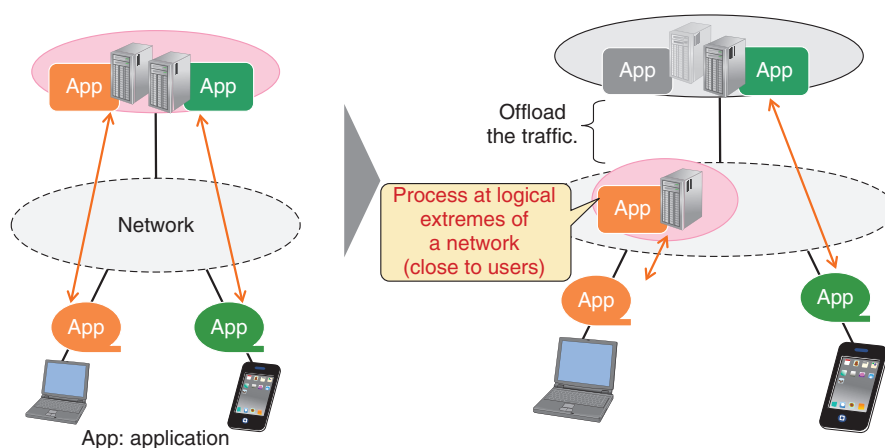 App
App
Network
App
App
App: application
App
App
Offload
the traffic.
Process at logical
extremes of
a network
(close to users)
App
App
App